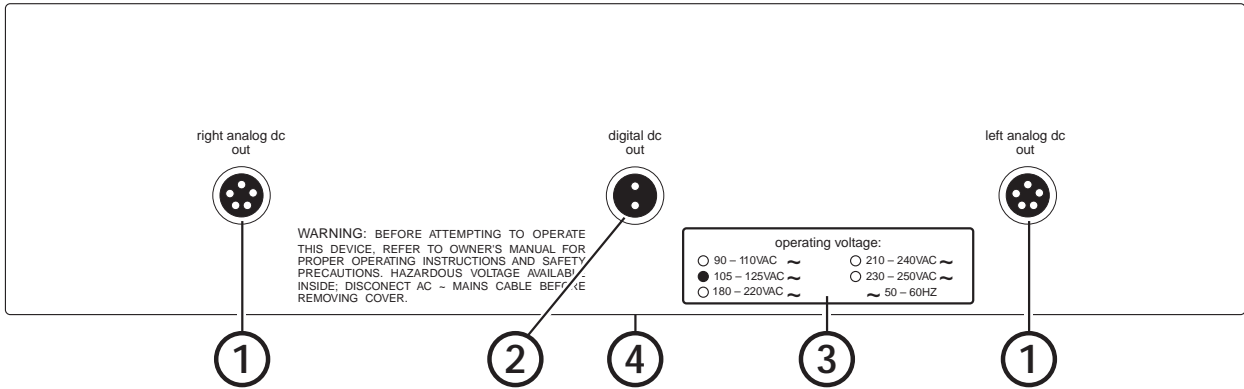 right analog dc
out
digital dc
out
left analog dc
out
WARNING: BEFORE ATTEMPTING TO OPERATE
THIS DEVICE, REFER TO OWNER'S MANUAL FOR
PROPER OPERATING INSTRUCTIONS AND SAFETY
PRECAUTIONS. HAZARDOUS VOLTAGE AVAILABLE
INSIDE; DISCONECT AC ~ MAINS CABLE BEFORE
REMOVING COVER.
operating voltage:
90 – 110VAC ~
105 – 125VAC ~
180 – 220VAC ~
210 – 240VAC ~
230 – 250VAC ~
~ 50 – 60HZ
1
2
4
3
1